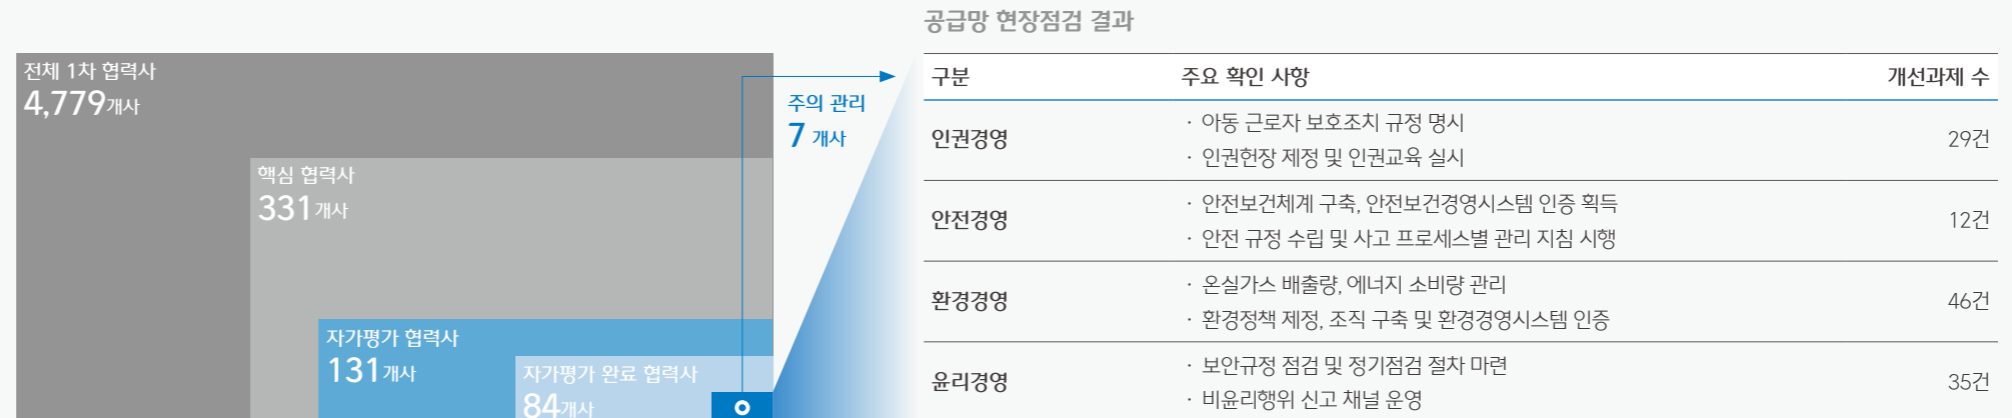 전체 1차 협력사
4,779개사
핵심 협력사
331개사
자가평가 협력사
131개사
자가평가 완료 협력사
84개사
주의 관리
7 개사
공급망 현장점검 결과
구분 주요 확인 사항 개선과제 수
인권경영 29건
· 아동 근로자 보호조치 규정 명시
· 인권헌장 제정 및 인권교육 실시
안전경영 12건
· 안전보건체계 구축, 안전보건경영시스템 인증 획득
· 안전 규정 수립 및 사고 프로세스별 관리 지침 시행
환경경영 46건
· 온실가스 배출량, 에너지 소비량 관리
· 환경정책 제정, 조직 구축 및 환경경영시스템 인증
윤리경영 35건
· 보안규정 점검 및 정기점검 절차 마련
· 비윤리행위 신고 채널 운영